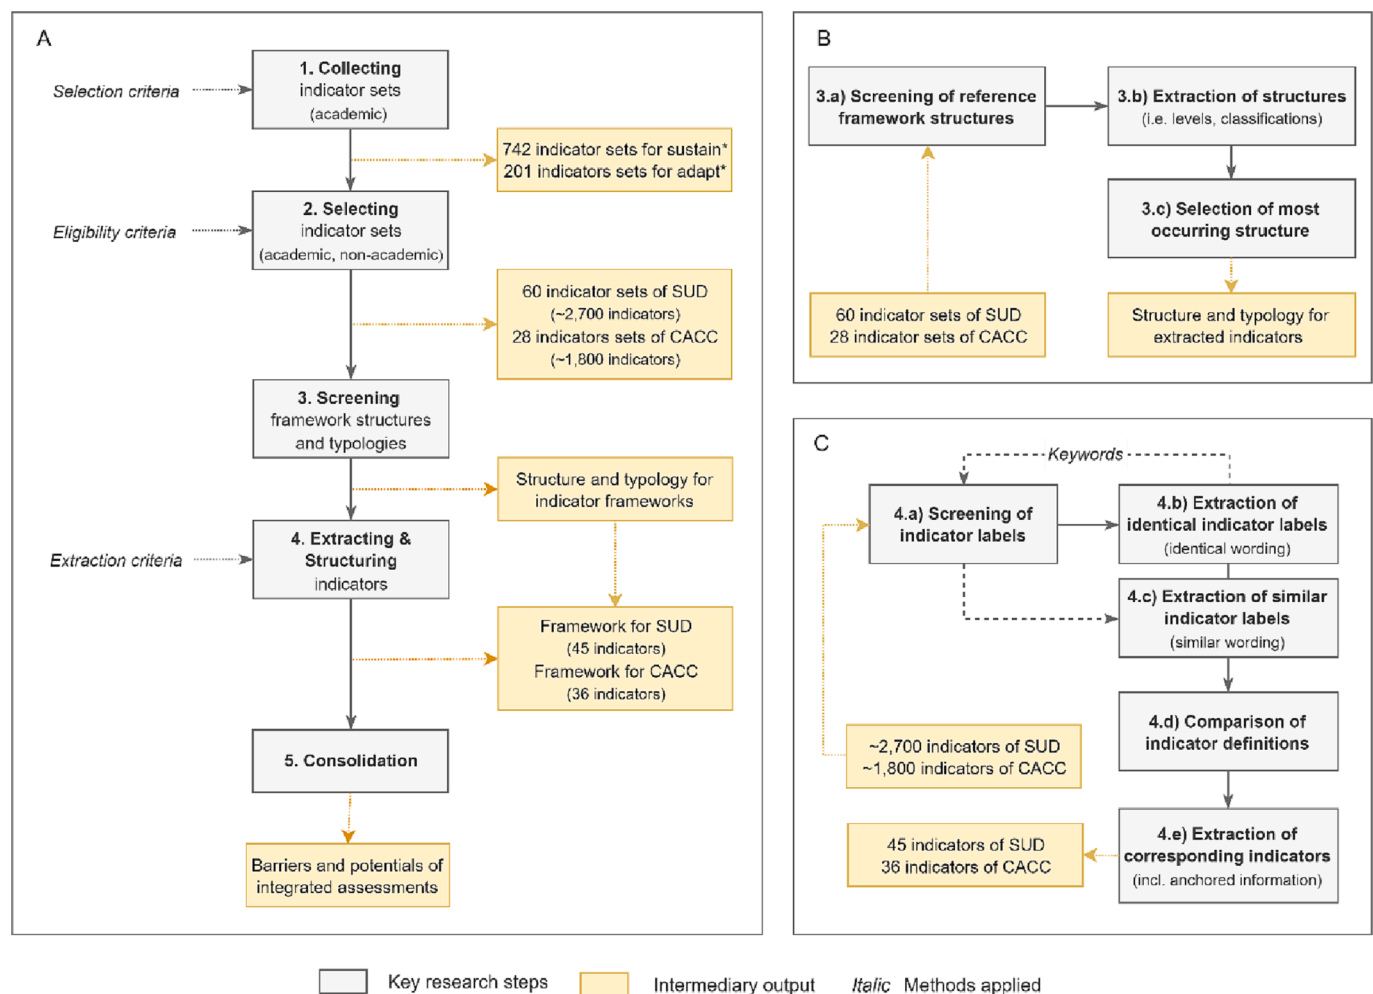 A
1. Collecting
indicator sets
(academic)
Selection criteria
742 indicator sets for sustain*
201 indicators sets for adapt*
2. Selecting
indicator sets
(academic, non-academic)
Eligibility criteria
60 indicator sets of SUD
(~2,700 indicators)
28 indicators sets of CACC
(~1,800 indicators)
3. Screening
framework structures
and typologies
Structure and typology for
indicator frameworks
4. Extracting &
Structuring
indicators
Extraction criteria
Framework for SUD
(45 indicators)
Framework for CACC
(36 indicators)
5. Consolidation
Barriers and potentials of
integrated assessments
B
3.a) Screening of reference
framework structures
3.b) Extraction of structures
(i.e. levels, classifications)
3.c) Selection of most
occurring structure
60 indicator sets of SUD
28 indicator sets of CACC
Structure and typology for
extracted indicators
C
Keywords
4.a) Screening of
indicator labels
4.b) Extraction of
identical indicator labels
(identical wording)
4.c) Extraction of similar
indicator labels
(similar wording)
4.d) Comparison of
indicator definitions
~2,700 indicators of SUD
~1,800 indicators of CACC
4.e) Extraction of
corresponding indicators
(incl. anchored information)
45 indicators of SUD
36 indicators of CACC
Key research steps
Intermediary output
Italic Methods applied